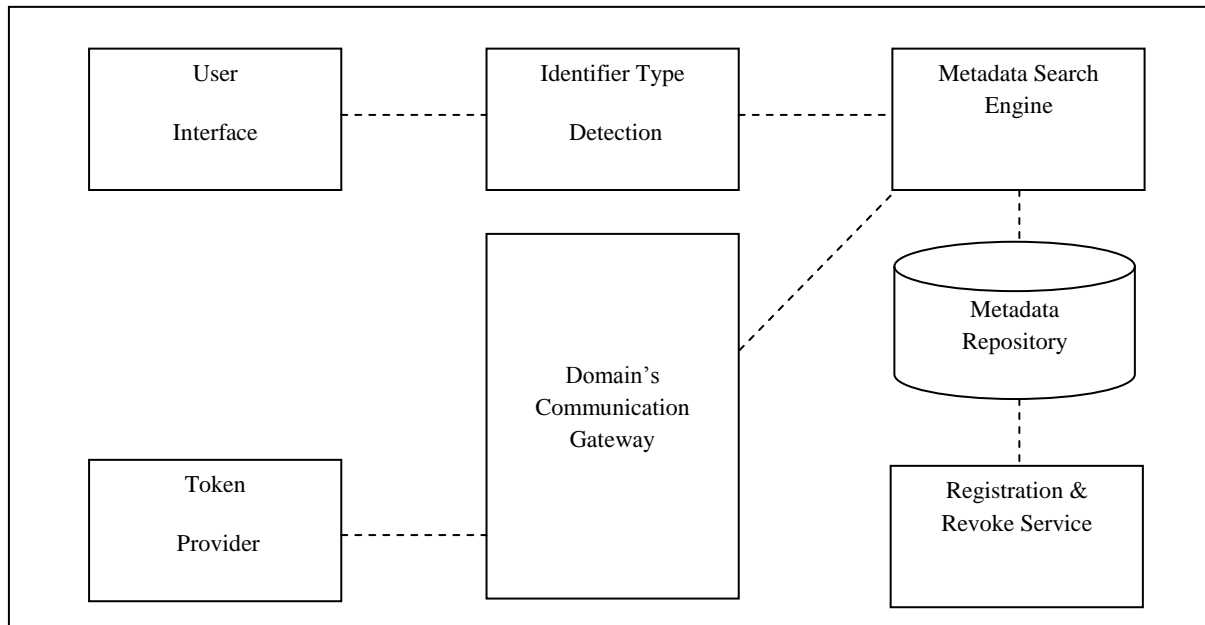 User
Interface
Identifier Type
Detection
Metadata Search
Engine
Metadata
Repository
Domain's
Communication
Gateway
Token
Provider
Registration &
Revoke Service